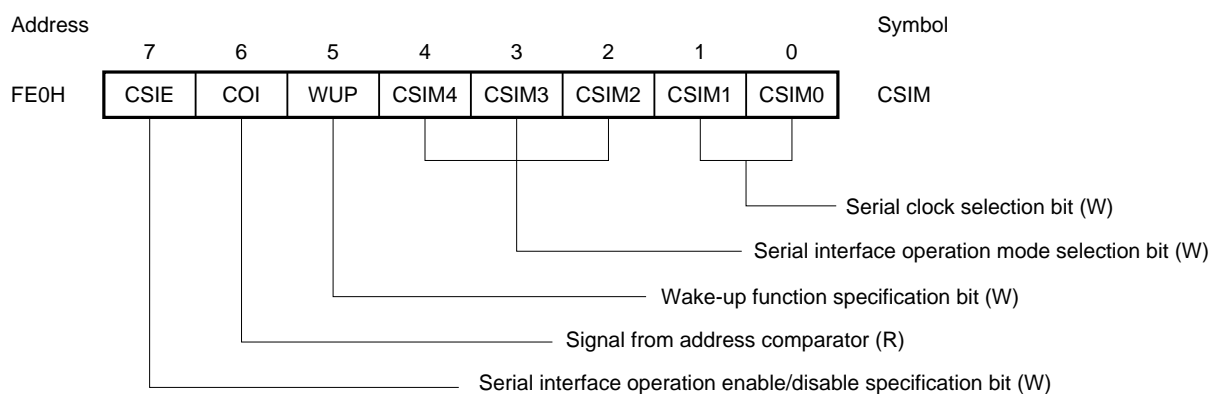 Address Symbol
7 6 5 4 3 2 1 0
FE0H CSIE COI WUP CSIM4 CSIM3 CSIM2 CSIM1 CSIM0 CSIM
Serial clock selection bit (W)
Serial interface operation mode selection bit (W)
Wake-up function specification bit (W)
Signal from address comparator (R)
Serial interface operation enable/disable specification bit (W)